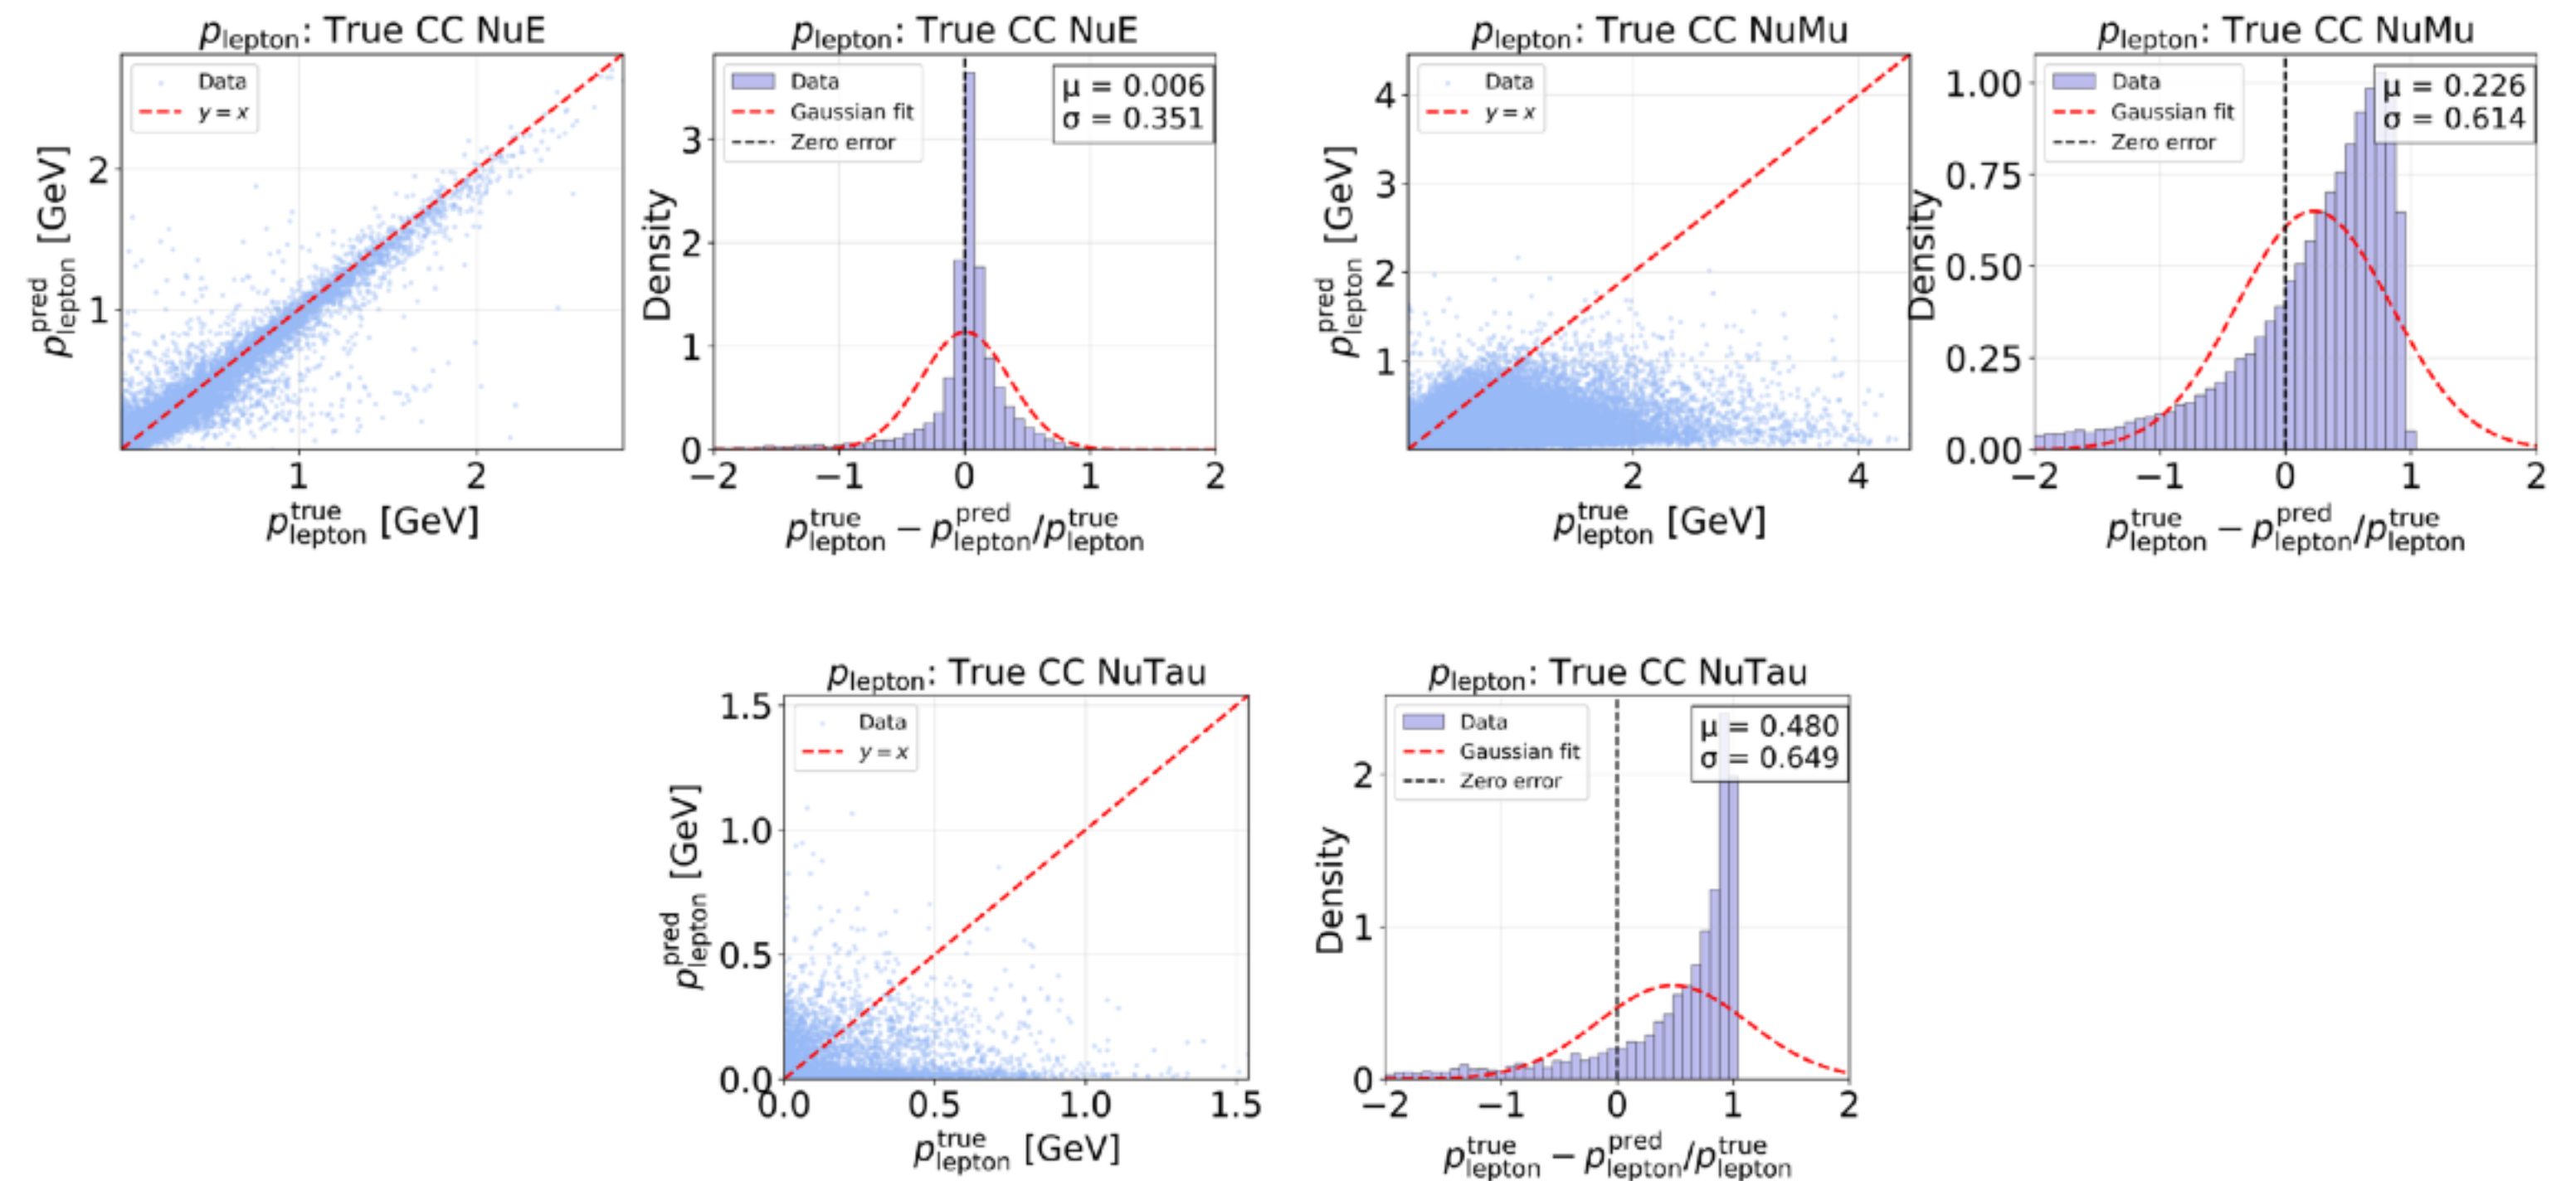 p_lepton: True CC NuE
Data
y = x
p_lepton^pred [GeV]
2
1
1 2
p_lepton^true [GeV]
p_lepton: True CC NuE
Data
Gaussian fit
Zero error
μ = 0.006
σ = 0.351
Density
3
2
1
0
−2 −1 0 1 2
p_lepton^true − p_lepton^pred/p_lepton^true
p_lepton: True CC NuMu
Data
y = x
p_lepton^pred [GeV]
4
3
2
1
2 4
p_lepton^true [GeV]
p_lepton: True CC NuMu
Data
Gaussian fit
Zero error
μ = 0.226
σ = 0.614
Density
1.00
0.75
0.50
0.25
0.00
−2 −1 0 1 2
p_lepton^true − p_lepton^pred/p_lepton^true
p_lepton: True CC NuTau
Data
y = x
p_lepton^pred [GeV]
1.5
1.0
0.5
0.0
0.0 0.5 1.0 1.5
p_lepton^true [GeV]
p_lepton: True CC NuTau
Data
Gaussian fit
Zero error
μ = 0.480
σ = 0.649
Density
2
1
0
−2 −1 0 1 2
p_lepton^true − p_lepton^pred/p_lepton^true